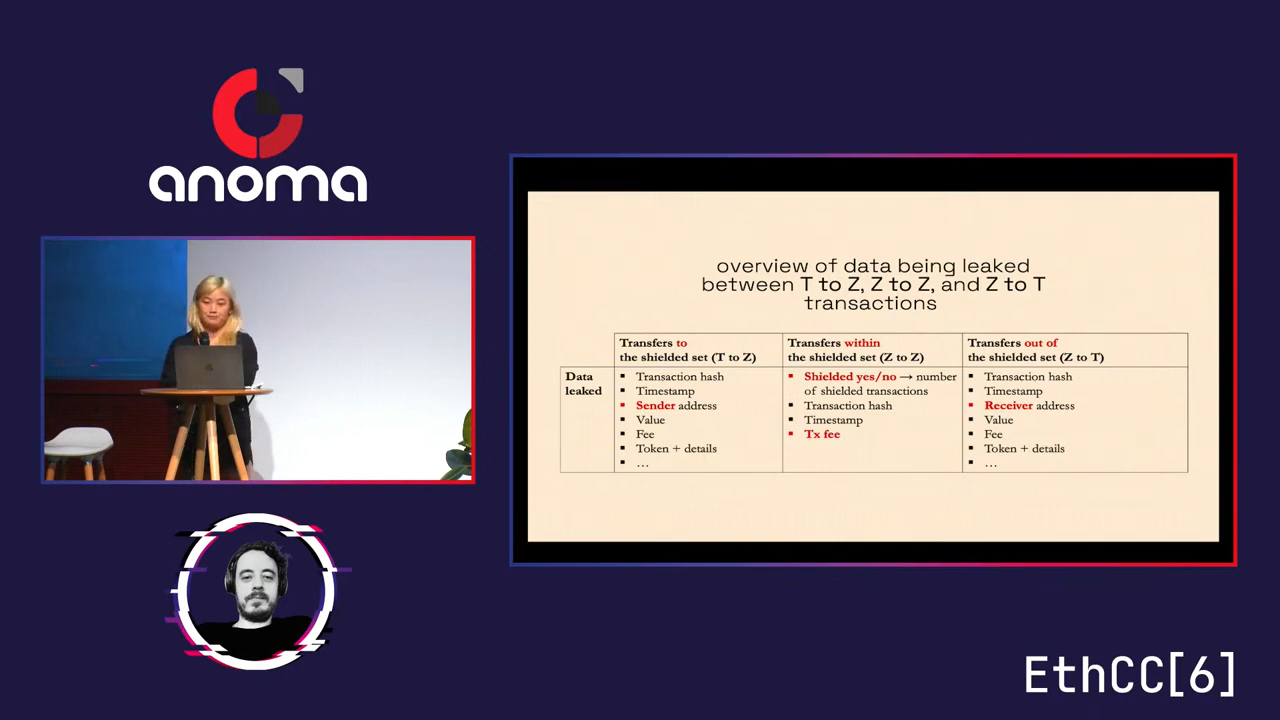 anoma
overview of data being leaked
between T to Z, Z to Z, and Z to T
transactions
Transfers to
the shielded set (T to Z)
Transfers within
the shielded set (Z to Z)
Transfers out of
the shielded set (Z to T)
Data
leaked
▪ Transaction hash
▪ Timestamp
▪ Sender address
▪ Value
▪ Fee
▪ Token + details
▪ …
▪ Shielded yes/no → number
of shielded transactions
▪ Transaction hash
▪ Timestamp
▪ Tx fee
▪ Transaction hash
▪ Timestamp
▪ Receiver address
▪ Value
▪ Fee
▪ Token + details
▪ …
EthCC[6]